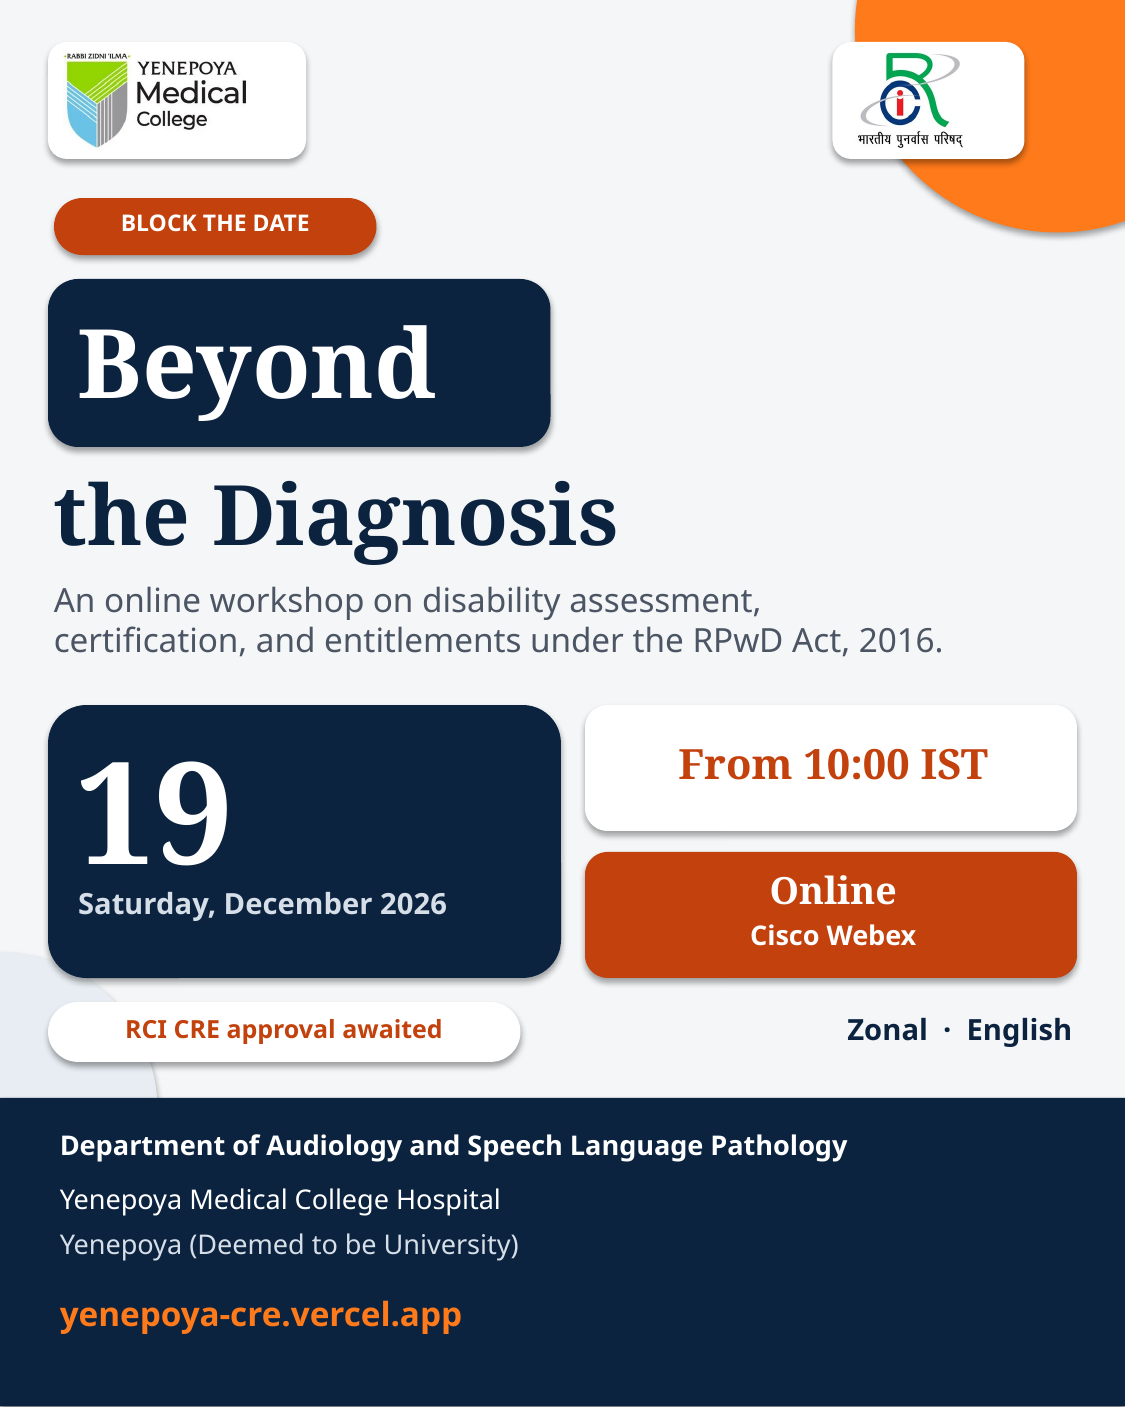 -RABBI ZIDNI 'ILMA-
YENEPOYA
Medical
College
भारतीय पुनर्वास परिषद्
BLOCK THE DATE
Beyond
the Diagnosis
An online workshop on disability assessment,
certification, and entitlements under the RPwD Act, 2016.
19
Saturday, December 2026
From 10:00 IST
Online
Cisco Webex
RCI CRE approval awaited
Zonal · English
Department of Audiology and Speech Language Pathology
Yenepoya Medical College Hospital
Yenepoya (Deemed to be University)
yenepoya-cre.vercel.app